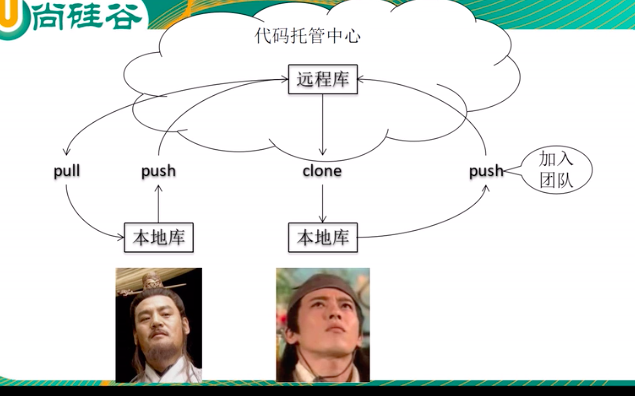 尚硅谷
代码托管中心
远程库
pull
push
clone
push
加入
团队
本地库
本地库